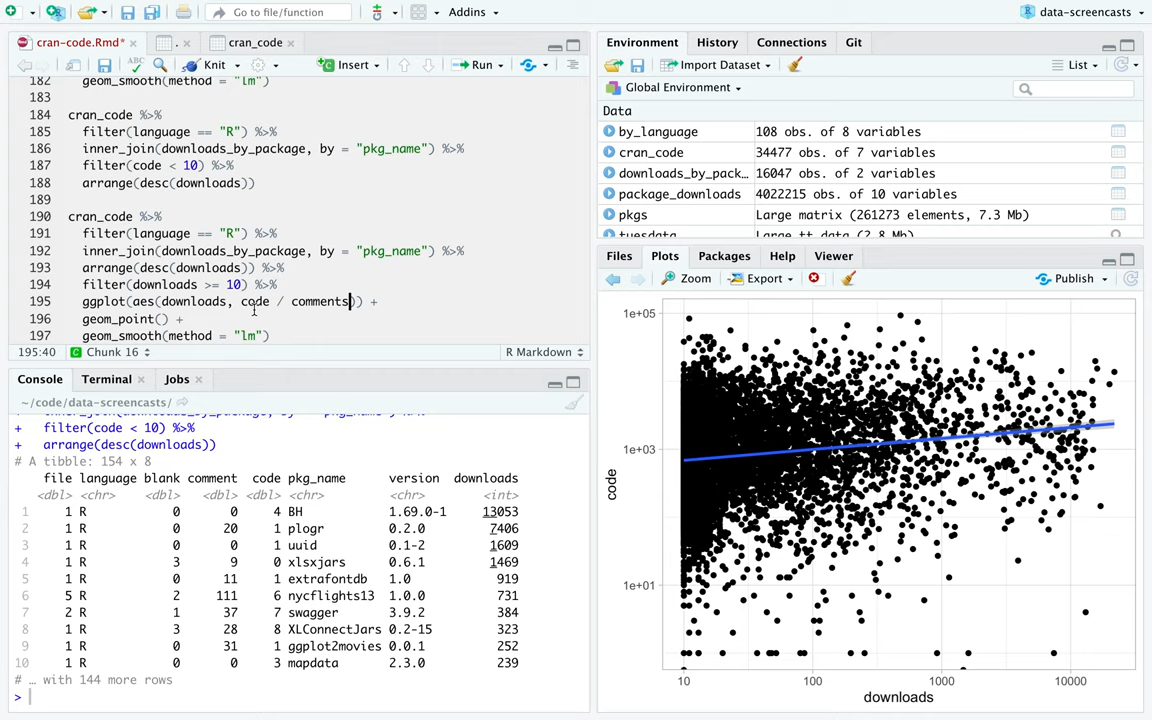 Go to file/function
Addins
data-screencasts
cran-code.Rmd*
.
cran_code
ABC
Knit
Insert
Run
182 geom_smooth(method = "lm")
183
184 cran_code %>%
185 filter(language == "R") %>%
186 inner_join(downloads_by_package, by = "pkg_name") %>%
187 filter(code < 10) %>%
188 arrange(desc(downloads))
189
190 cran_code %>%
191 filter(language == "R") %>%
192 inner_join(downloads_by_package, by = "pkg_name") %>%
193 arrange(desc(downloads)) %>%
194 filter(downloads >= 10) %>%
195 ggplot(aes(downloads, code / comments)) +
196 geom_point() +
197 geom_smooth(method = "lm")
195:40 Chunk 16 R Markdown
Console Terminal Jobs
~/code/data-screencasts/
+ filter(code < 10) %>%
+ arrange(desc(downloads))
# A tibble: 154 x 8
file language blank comment code pkg_name version downloads
<dbl> <chr> <dbl> <dbl> <dbl> <chr> <chr> <int>
1 1 R 0 0 4 BH 1.69.0-1 13053
2 1 R 0 20 1 plogr 0.2.0 7406
3 1 R 0 0 1 uuid 0.1-2 1609
4 1 R 3 9 0 xlsxjars 0.6.1 1469
5 1 R 0 11 1 extrafontdb 1.0 919
6 5 R 2 111 6 nycflights13 1.0.0 731
7 2 R 1 37 7 swagger 3.9.2 384
8 1 R 3 28 8 XLConnectJars 0.2-15 323
9 1 R 0 31 1 ggplot2movies 0.0.1 252
10 1 R 0 0 3 mapdata 2.3.0 239
# … with 144 more rows
>
Environment History Connections Git
Import Dataset List
Global Environment
Data
by_language 108 obs. of 8 variables
cran_code 34477 obs. of 7 variables
downloads_by_pack… 16047 obs. of 2 variables
package_downloads 4022215 obs. of 10 variables
pkgs Large matrix (261273 elements, 7.3 Mb)
tuesdata Large tt_data (2.8 Mb)
Files Plots Packages Help Viewer
Zoom Export Publish
1e+05
1e+03
1e+01
code
10 100 1000 10000
downloads